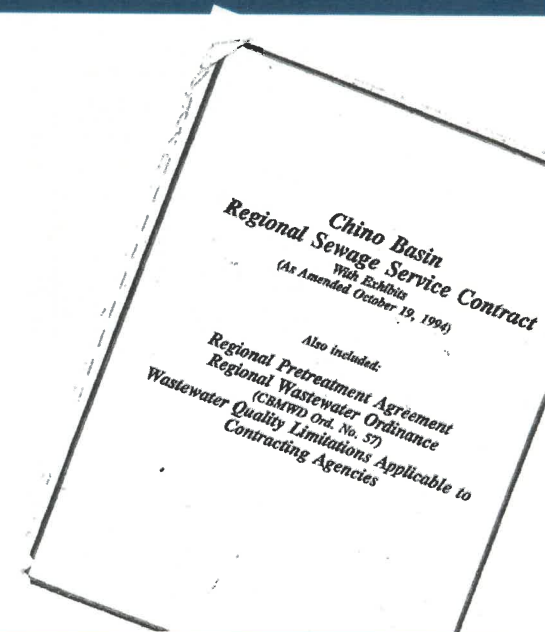 Chino Basin
Regional Sewage Service Contract
With Exhibits
(As Amended October 19, 1994)
Also included:
Regional Pretreatment Agreement
Regional Wastewater Ordinance
(CBMWD Ord. No. 57)
Wastewater Quality Limitations Applicable to
Contracting Agencies